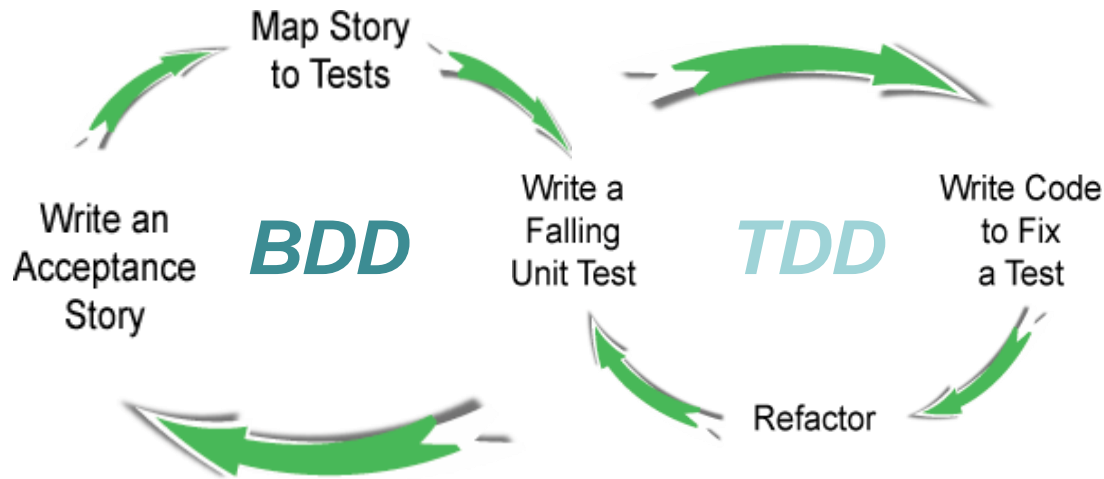 Map Story
to Tests
Write an
Acceptance
Story
BDD
Write a
Falling
Unit Test
TDD
Write Code
to Fix
a Test
Refactor